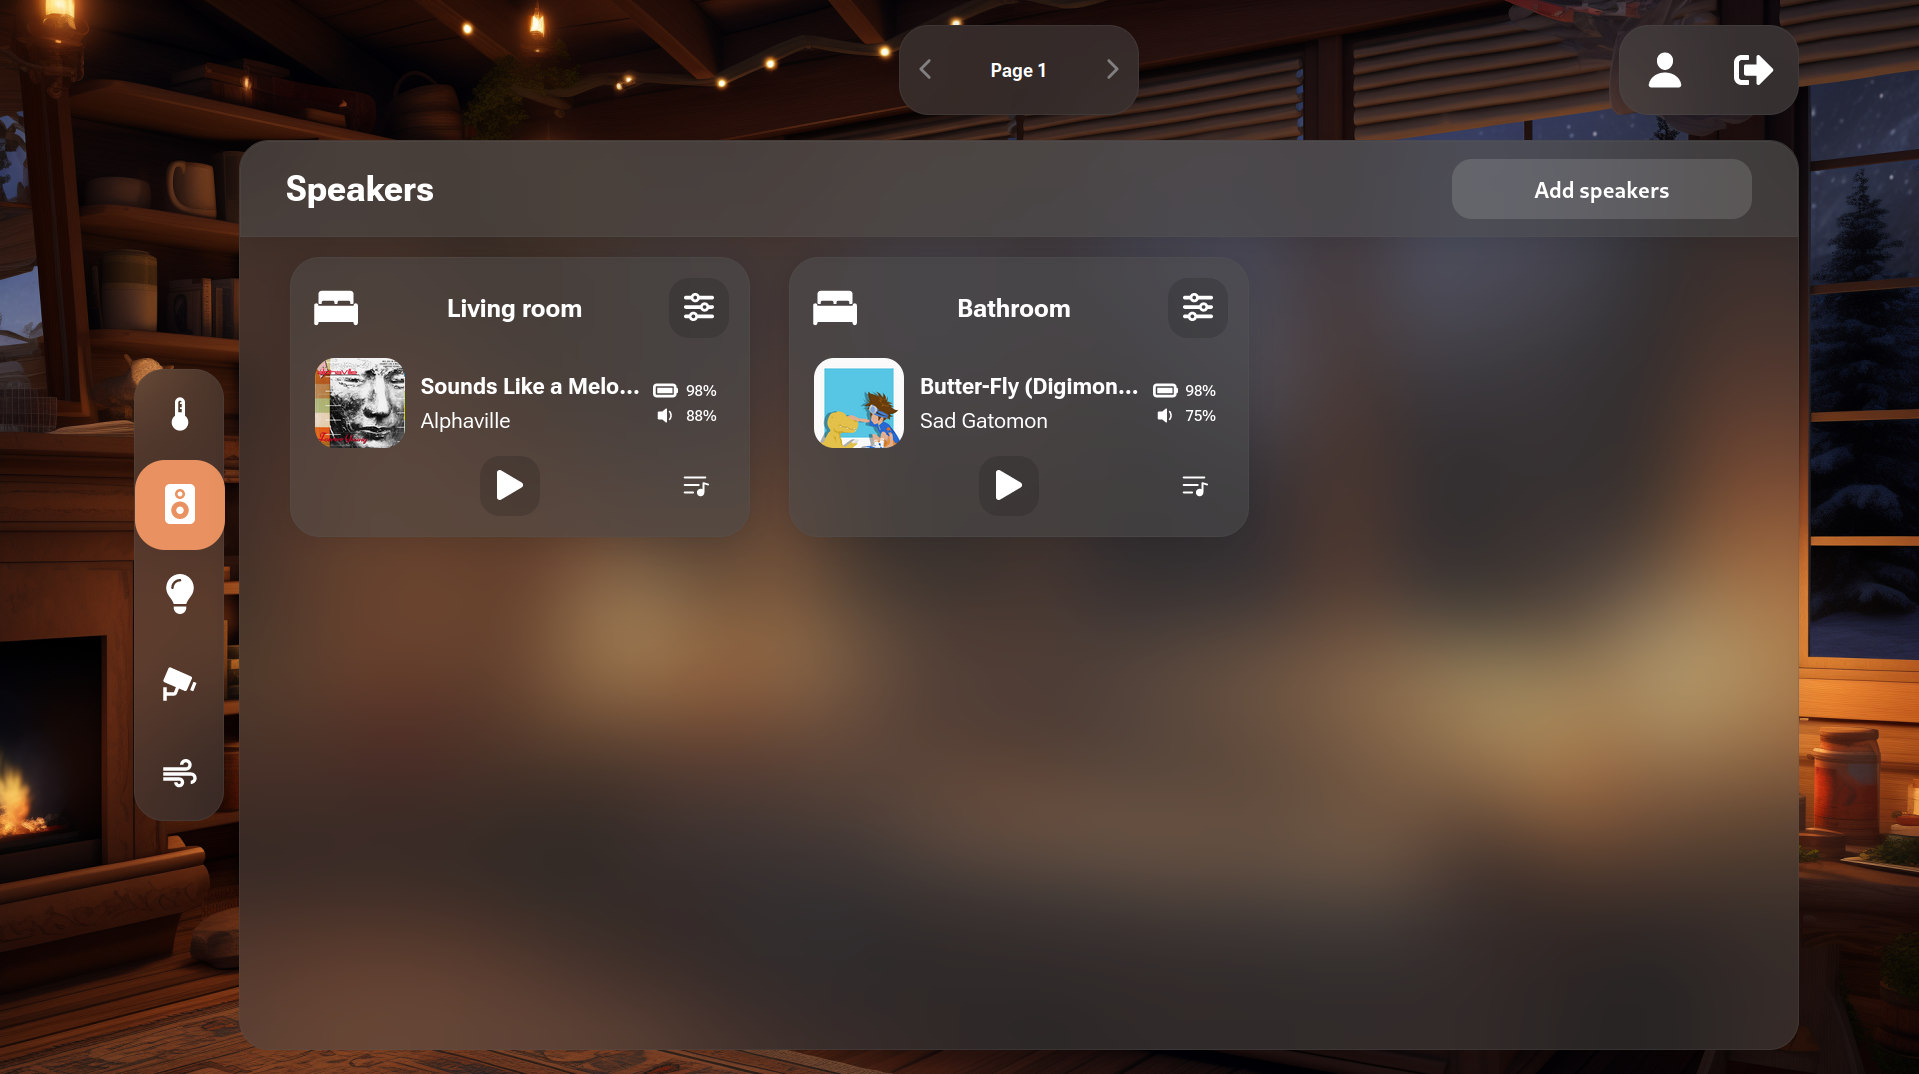 Page 1
Speakers
Add speakers
Living room
Sounds Like a Melo...
98%
Alphaville
88%
Bathroom
Butter-Fly (Digimon...
98%
Sad Gatomon
75%